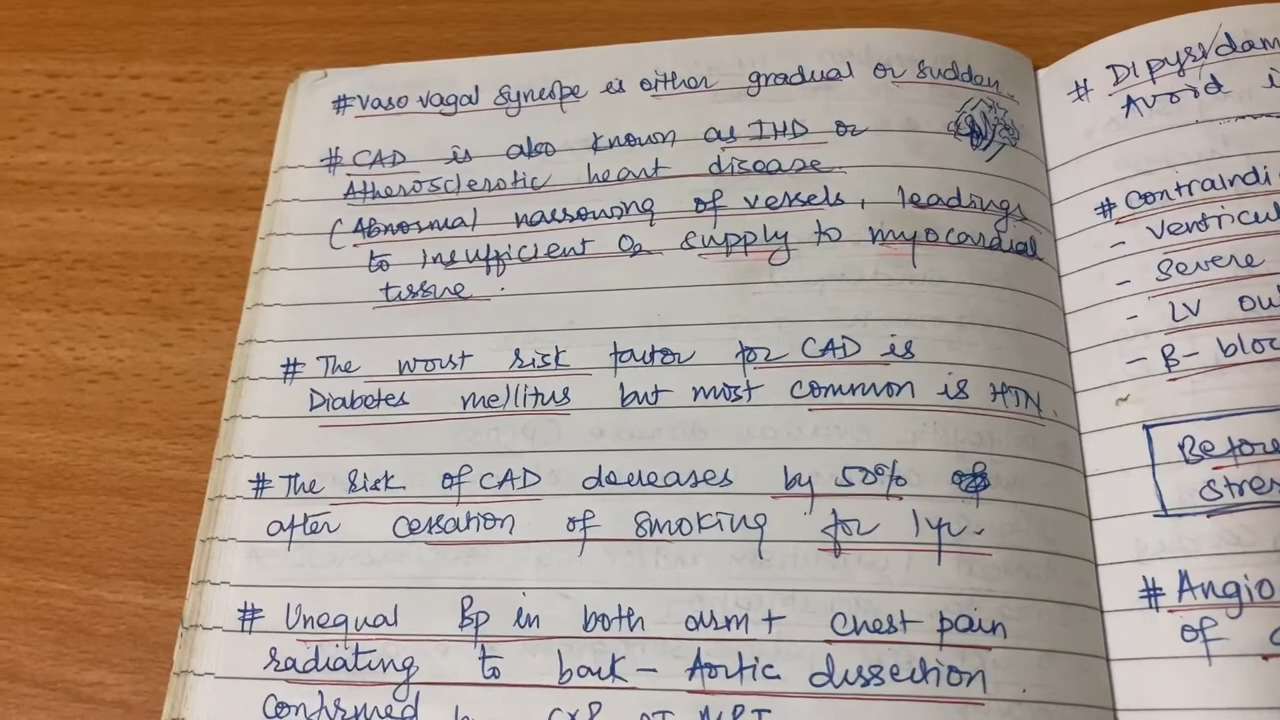 # Vaso vagal syncope is either gradual or sudden.
# CAD is also known as IHD or
Atherosclerotic heart disease.
(Abnormal narrowing of vessels, leadings
to insufficient O2 supply to myocardial
tissue.
# The worst risk factor for CAD is
Diabetes mellitus but most common is HTN.
# The risk of CAD decreases by 50%
after cessation of smoking for 1yr.
# Unequal Bp in both arm + chest pain
radiating to back - Aortic dissection.
Confirmed
# Dipyridam
Avoid i
# Contraindi
- Ventricul
- Severe
- LV ou
- β- bloc
Before
stres
# Angio
of